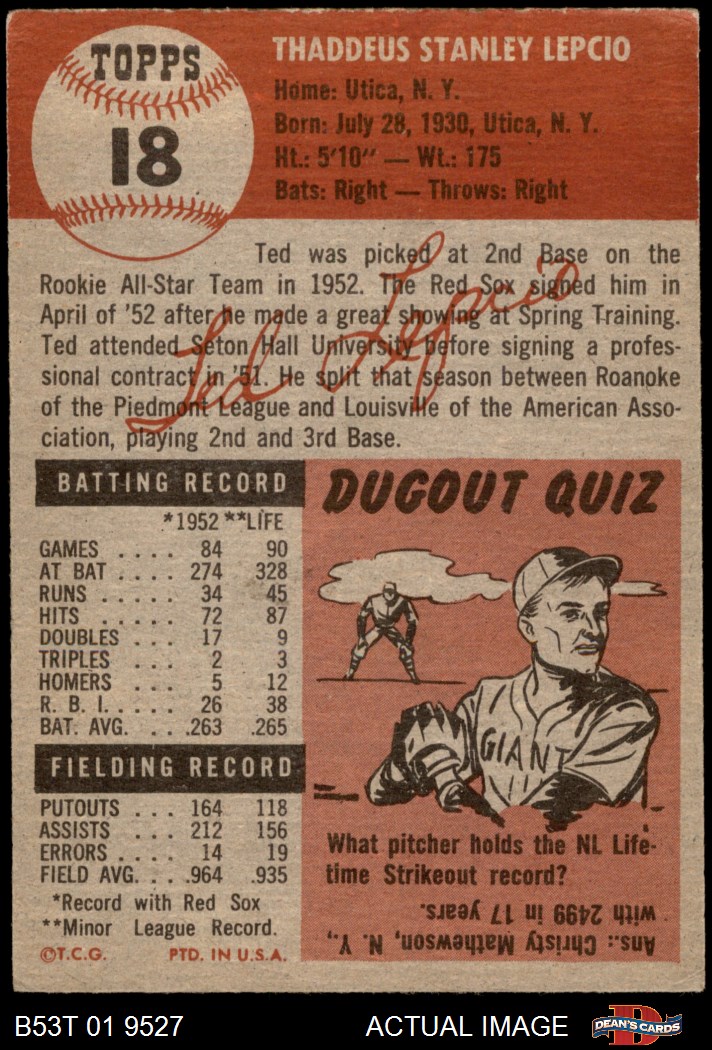 TOPPS
18
THADDEUS STANLEY LEPCIO
Home: Utica, N. Y.
Born: July 28, 1930, Utica, N. Y.
Ht.: 5'10" — Wt.: 175
Bats: Right — Throws: Right
Ted was picked at 2nd Base on the
Rookie All-Star Team in 1952. The Red Sox signed him in
April of '52 after he made a great showing at Spring Training.
Ted attended Seton Hall University before signing a profes-
sional contract in '51. He split that season between Roanoke
of the Piedmont League and Louisville of the American Asso-
ciation, playing 2nd and 3rd Base.
Ted Lepcio
BATTING RECORD
*1952 **LIFE
GAMES .... 84 90
AT BAT .... 274 328
RUNS ..... 34 45
HITS ..... 72 87
DOUBLES .. 17 9
TRIPLES ... 2 3
HOMERS ... 5 12
R. B. I. .... 26 38
BAT. AVG. ... .263 .265
FIELDING RECORD
PUTOUTS ... 164 118
ASSISTS ... 212 156
ERRORS .... 14 19
FIELD AVG. .. .964 .935
*Record with Red Sox
**Minor League Record.
©T.C.G. PTD. IN U.S.A.
DUGOUT QUIZ
GIANT
What pitcher holds the NL Life-
time Strikeout record?
Ans.: Christy Mathewson, N. Y.,
with 2499 in 17 years.
B53T 01 9527 ACTUAL IMAGE
D
DEAN'S CARDS